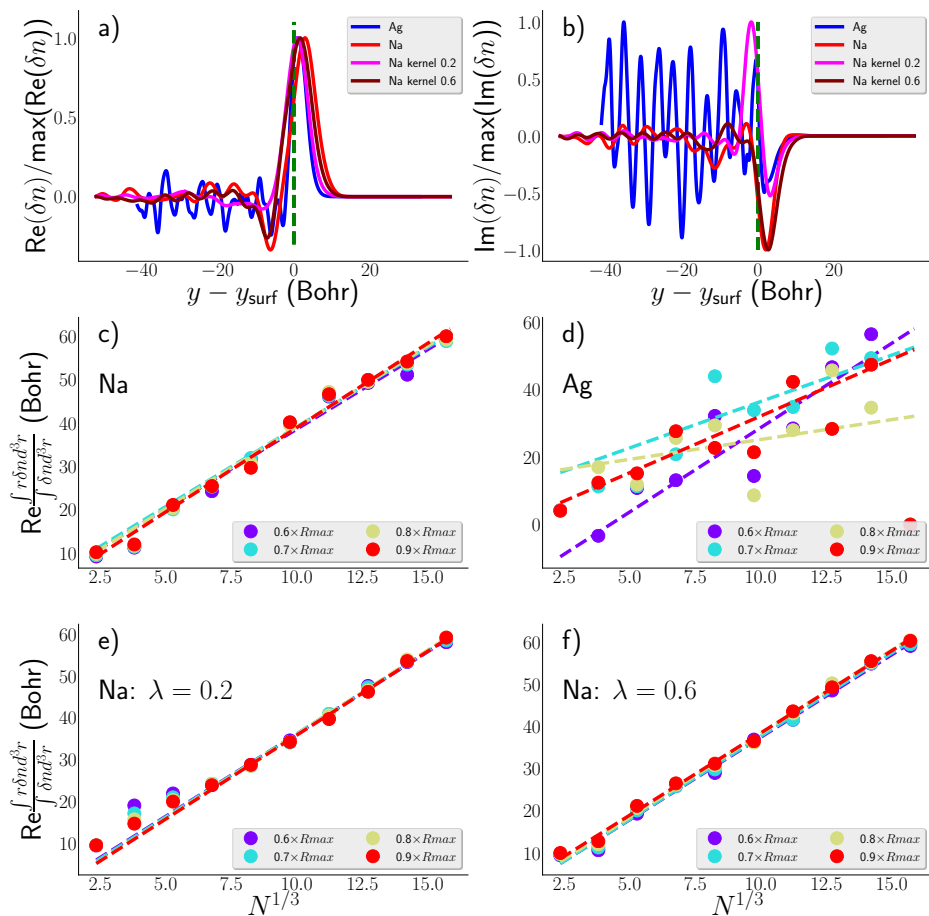 a)
Ag
Na
Na kernel 0.2
Na kernel 0.6
Re(δn)/max(Re(δn))
1.0
0.5
0.0
−40 −20 0 20
y − y_surf (Bohr)
b)
Ag
Na
Na kernel 0.2
Na kernel 0.6
Im(δn)/max(Im(δn))
1.0
0.5
0.0
−0.5
−1.0
−40 −20 0 20
y − y_surf (Bohr)
c)
Na
Re ∫ r δn d³r / ∫ δn d³r (Bohr)
60
50
40
30
20
10
0.6×Rmax 0.8×Rmax
0.7×Rmax 0.9×Rmax
2.5 5.0 7.5 10.0 12.5 15.0
d)
Ag
60
40
20
0
0.6×Rmax 0.8×Rmax
0.7×Rmax 0.9×Rmax
2.5 5.0 7.5 10.0 12.5 15.0
e)
Na: λ = 0.2
Re ∫ r δn d³r / ∫ δn d³r (Bohr)
60
50
40
30
20
10
0.6×Rmax 0.8×Rmax
0.7×Rmax 0.9×Rmax
2.5 5.0 7.5 10.0 12.5 15.0
N^{1/3}
f)
Na: λ = 0.6
60
50
40
30
20
10
0.6×Rmax 0.8×Rmax
0.7×Rmax 0.9×Rmax
2.5 5.0 7.5 10.0 12.5 15.0
N^{1/3}